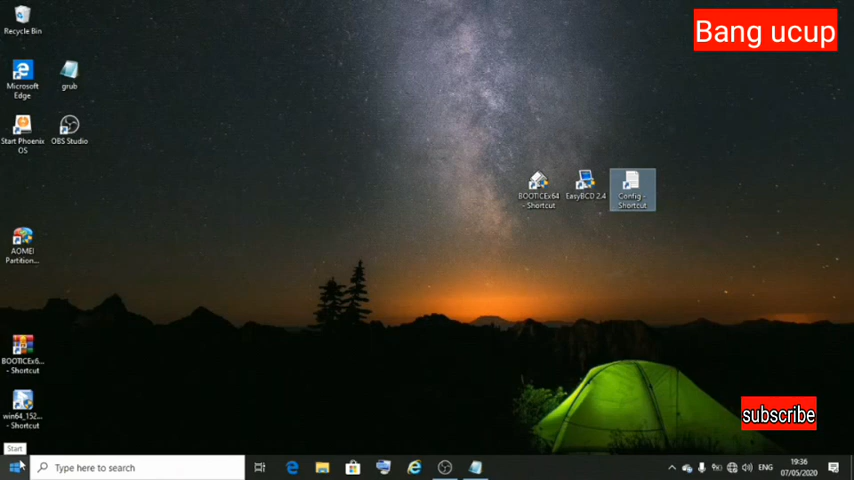 Bang ucup
Recycle Bin
Microsoft
Edge
grub
Start Phoenix
OS
OBS Studio
BOOTICEx64
- Shortcut
EasyBCD 2.4
Config -
Shortcut
AOMEI
Partition...
BOOTICEx6...
- Shortcut
win64_152...
- Shortcut
subscribe
Start
Type here to search
ENG
19:36
07/05/2020